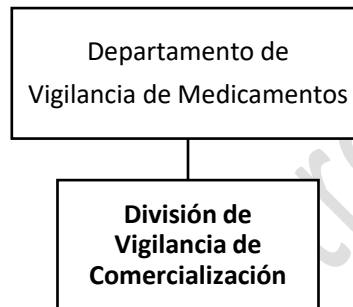 Departamento de
Vigilancia de Medicamentos
División de
Vigilancia de
Comercialización